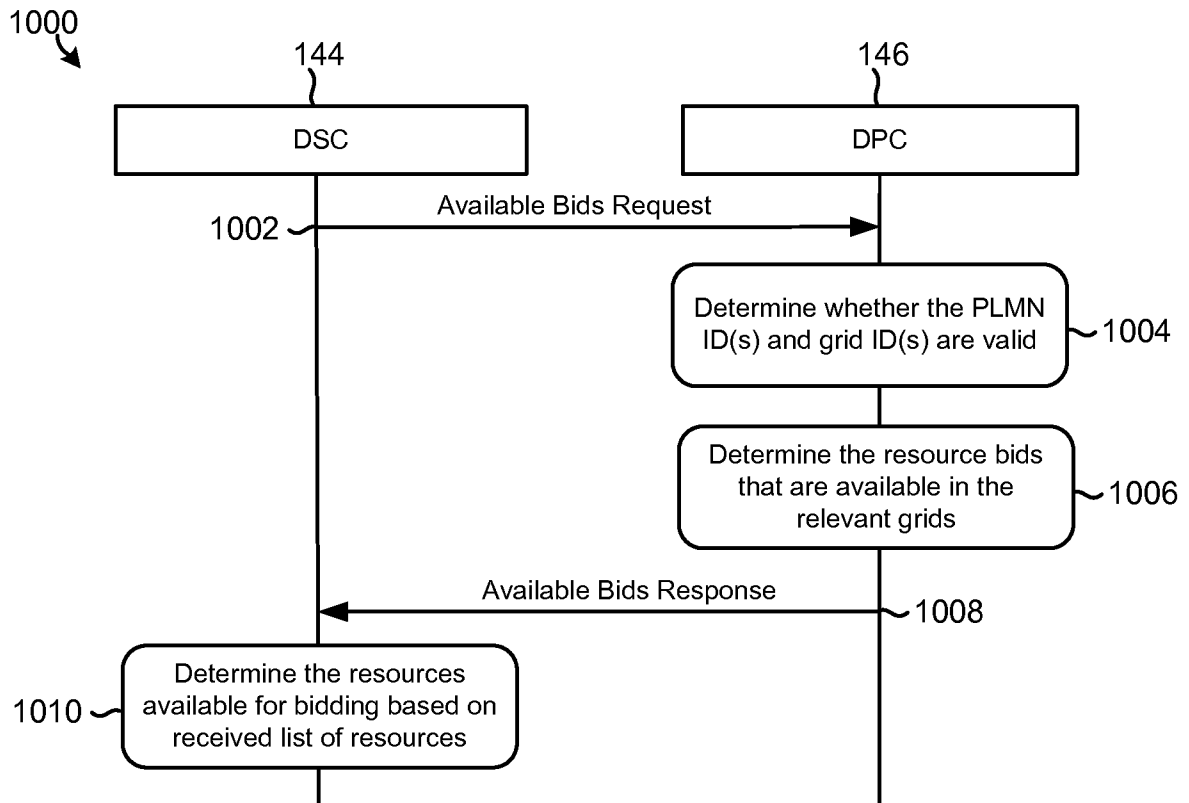 1000
144
146
DSC
DPC
Available Bids Request
1002
Determine whether the PLMN
ID(s) and grid ID(s) are valid
1004
Determine the resource bids
that are available in the
relevant grids
1006
Available Bids Response
1008
Determine the resources
available for bidding based on
received list of resources
1010